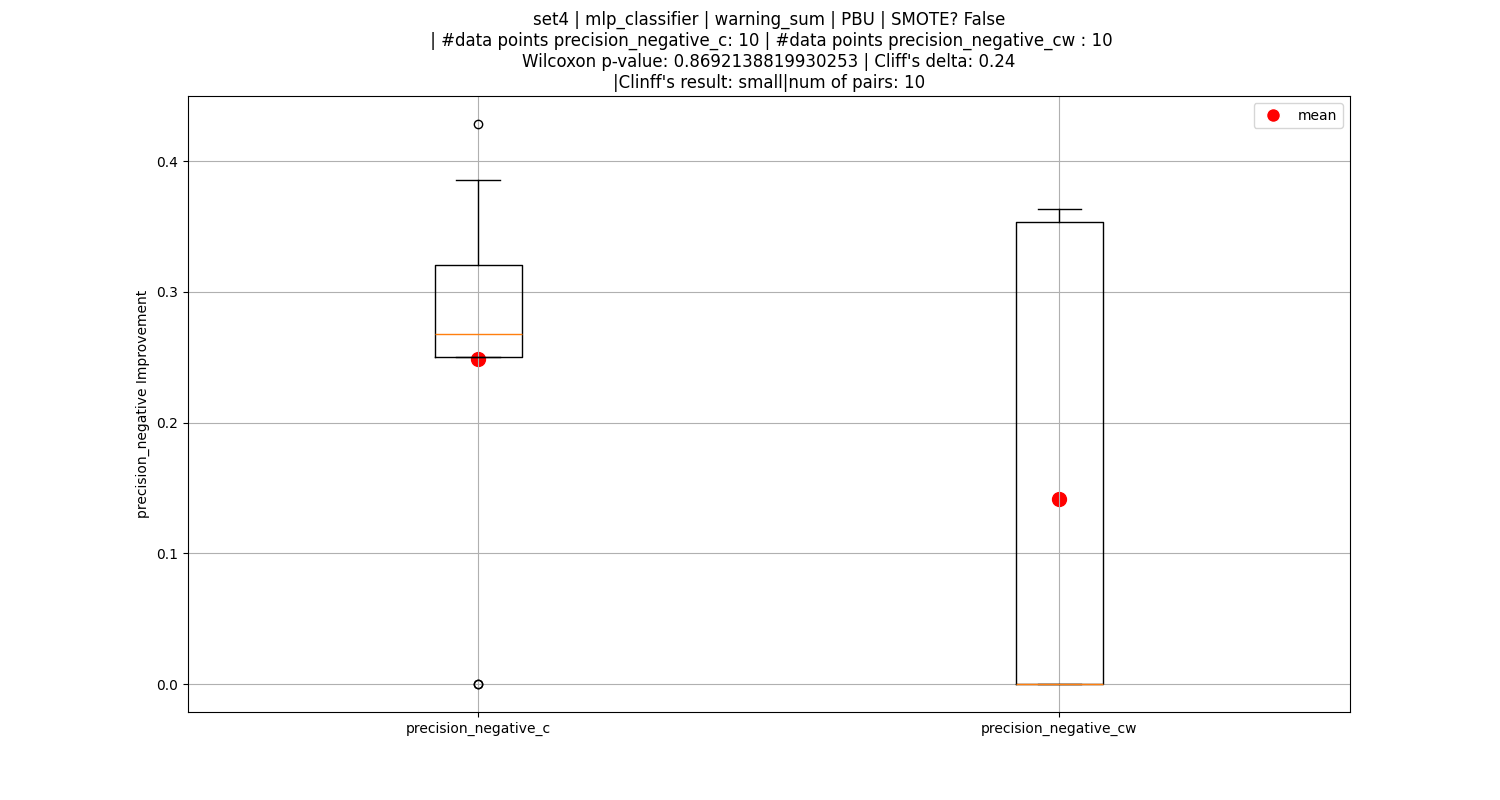 set4 | mlp_classifier | warning_sum | PBU | SMOTE? False
| #data points precision_negative_c: 10 | #data points precision_negative_cw : 10
Wilcoxon p-value: 0.8692138819930253 | Cliff's delta: 0.24
|Clinff's result: small|num of pairs: 10
mean
precision_negative Improvement
0.4
0.3
0.2
0.1
0.0
precision_negative_c
precision_negative_cw